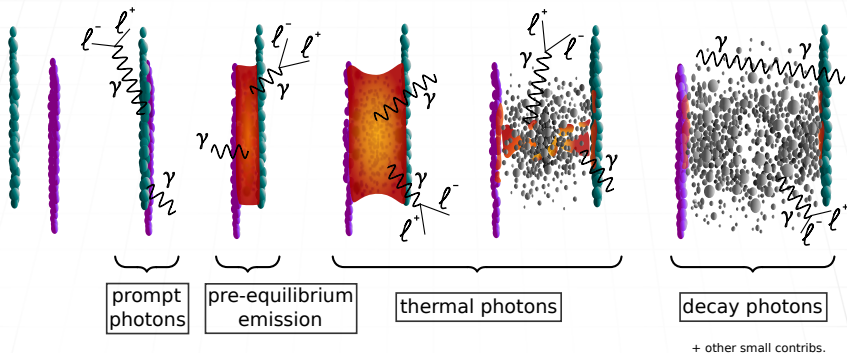 ℓ⁻ ℓ⁺
γ
γ
ℓ⁻ ℓ⁺
γ
γ
γ
γ
ℓ⁺ ℓ⁻
ℓ⁺ ℓ⁻
γ
γ
γ
γ
ℓ⁻ ℓ⁺
prompt
photons
pre-equilibrium
emission
thermal photons
decay photons
+ other small contribs.